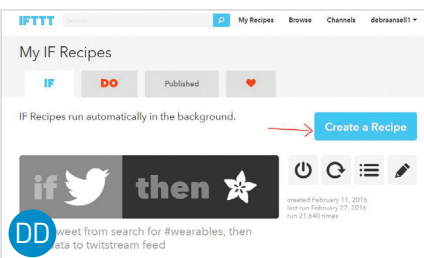 IFTTT Search My Recipes Browse Channels debraansell1
My IF Recipes
IF DO Published
IF Recipes run automatically in the background.
Create a Recipe
if then
created February 11, 2016
last run February 27, 2016
run 21,640 times
DD
weet from search for #wearables, then
ata to twitstream feed